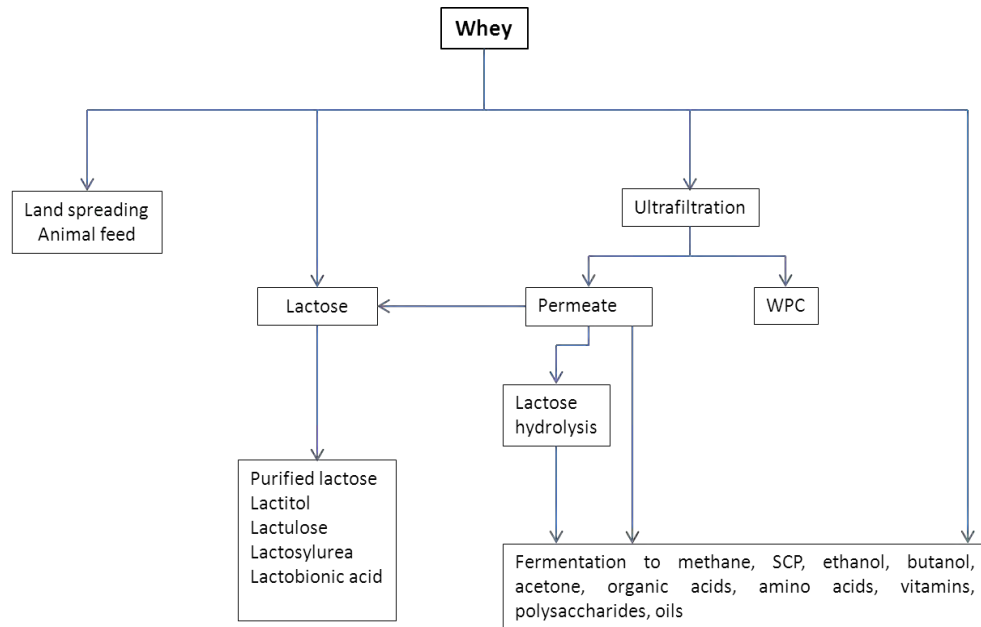 Whey
Land spreading
Animal feed
Ultrafiltration
Lactose
Permeate
WPC
Lactose
hydrolysis
Purified lactose
Lactitol
Lactulose
Lactosylurea
Lactobionic acid
Fermentation to methane, SCP, ethanol, butanol,
acetone, organic acids, amino acids, vitamins,
polysaccharides, oils